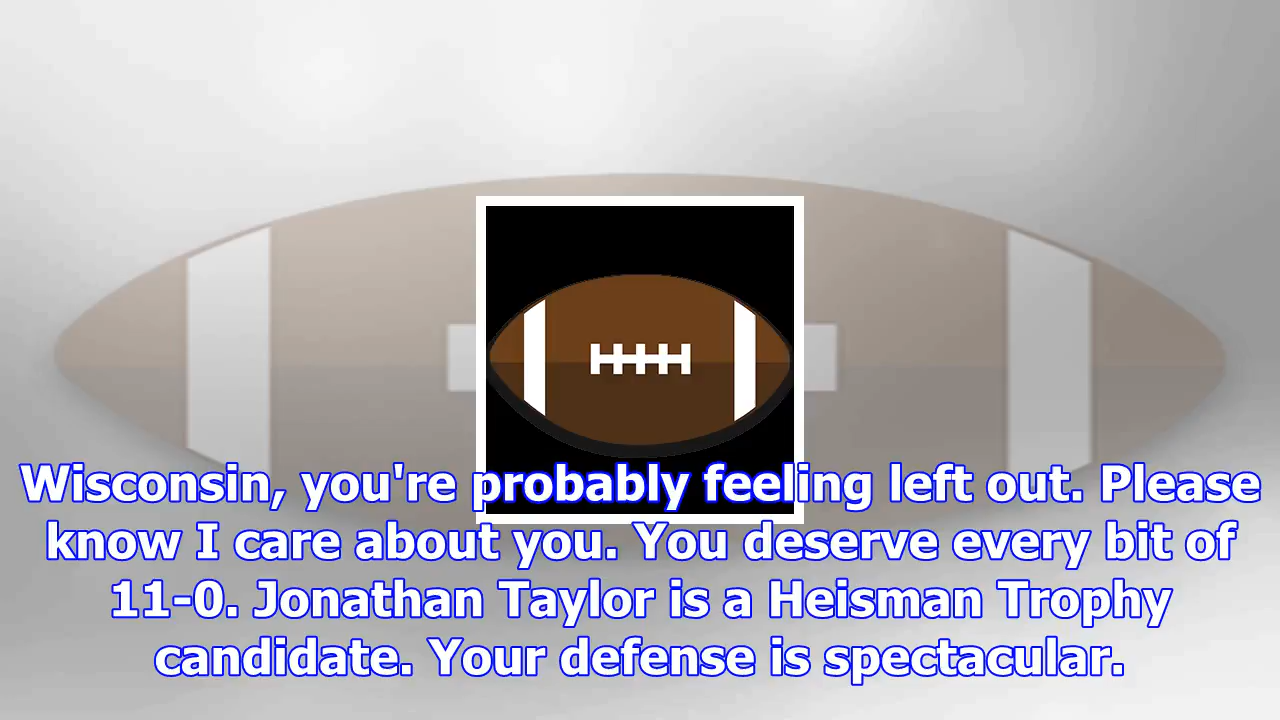 Wisconsin, you're probably feeling left out. Please
know I care about you. You deserve every bit of
11-0. Jonathan Taylor is a Heisman Trophy
candidate. Your defense is spectacular.